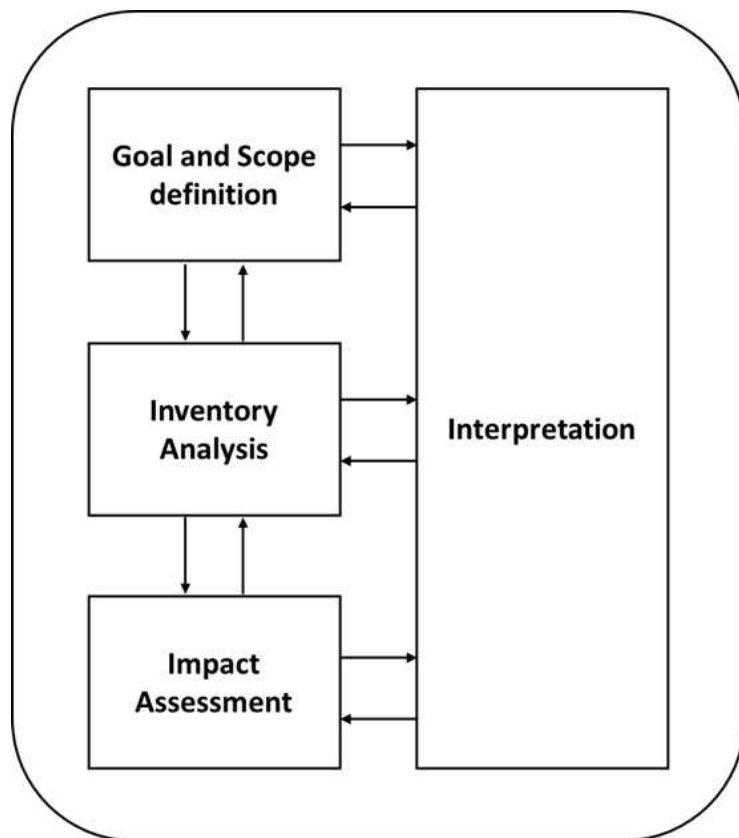 Goal and Scope
definition
Inventory
Analysis
Interpretation
Impact
Assessment